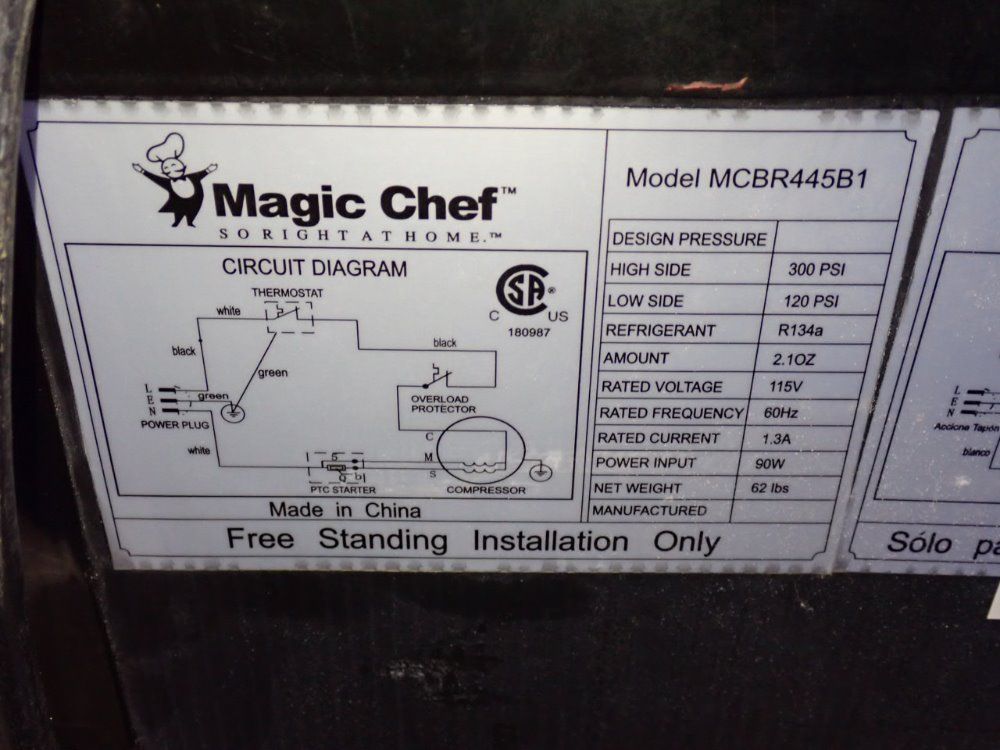 Magic Chef™
SO RIGHT AT HOME.™
CIRCUIT DIAGRAM
THERMOSTAT
white
black
black
green
green
L
E
N
POWER PLUG
white
OVERLOAD
PROTECTOR
C
M
S
S
PTC STARTER
COMPRESSOR
CSA®
C US
180987
Made in China
Model MCBR445B1
DESIGN PRESSURE
HIGH SIDE 300 PSI
LOW SIDE 120 PSI
REFRIGERANT R134a
AMOUNT 2.1OZ
RATED VOLTAGE 115V
RATED FREQUENCY 60Hz
RATED CURRENT 1.3A
POWER INPUT 90W
NET WEIGHT 62 lbs
MANUFACTURED
Free Standing Installation Only
L
E
N
Accione Tapón
blanco
Sólo pa